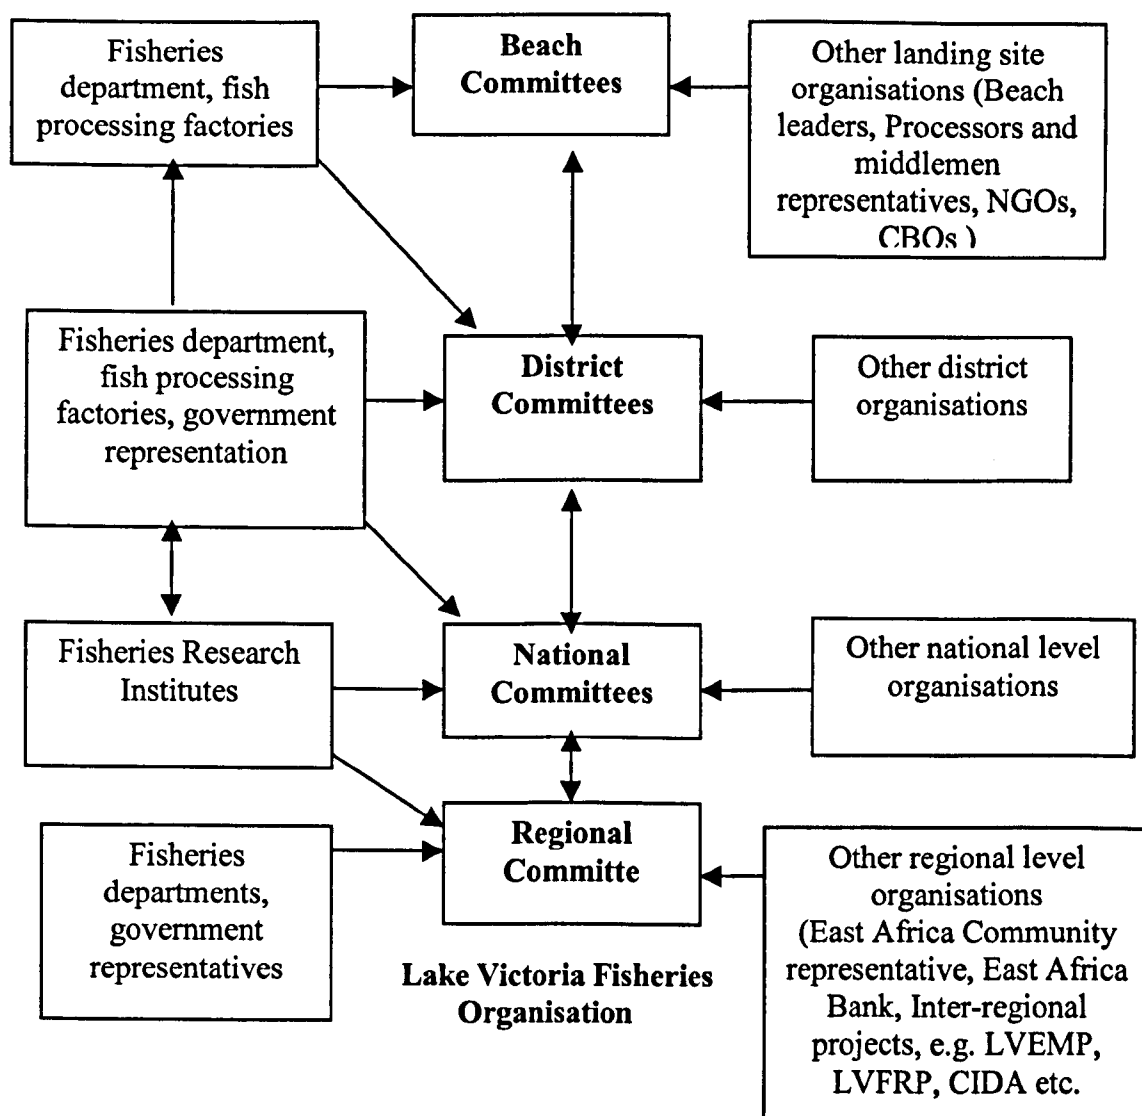 Fisheries
department, fish
processing factories
Beach
Committees
Other landing site
organisations (Beach
leaders, Processors and
middlemen
representatives, NGOs,
CBOs )
Fisheries department,
fish processing
factories, government
representation
District
Committees
Other district
organisations
Fisheries Research
Institutes
National
Committees
Other national level
organisations
Fisheries
departments,
government
representatives
Regional
Committe
Lake Victoria Fisheries
Organisation
Other regional level
organisations
(East Africa Community
representative, East Africa
Bank, Inter-regional
projects, e.g. LVEMP,
LVFRP, CIDA etc.